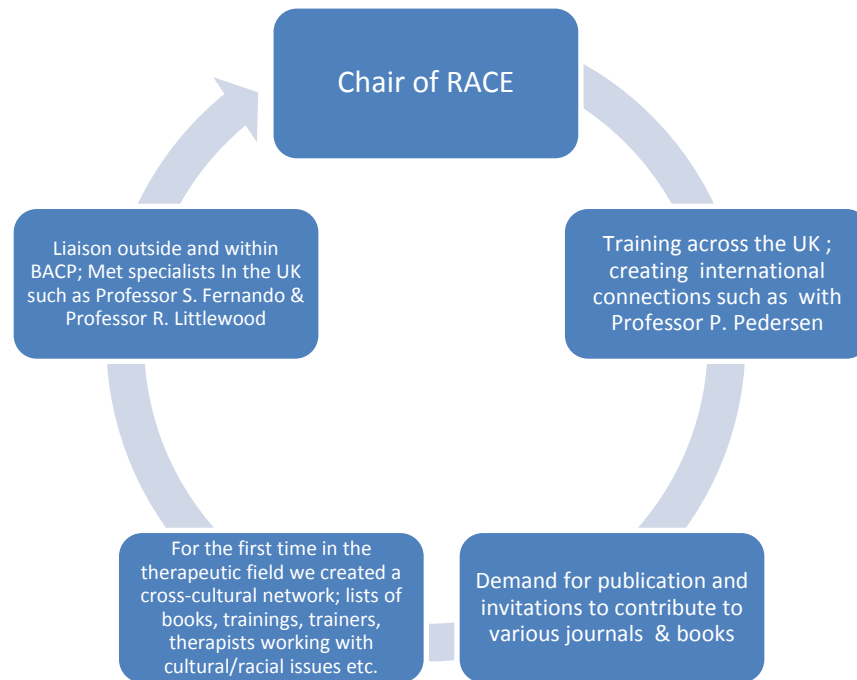 Chair of RACE
Training across the UK ;
creating  international
connections such as  with
Professor P. Pedersen
Demand for publication and
invitations to contribute to
various journals  & books
For the first time in the
therapeutic field we created a
cross-cultural network; lists of
books, trainings, trainers,
therapists working with
cultural/racial issues etc.
Liaison outside and within
BACP; Met specialists In the UK
such as Professor S. Fernando &
Professor R. Littlewood